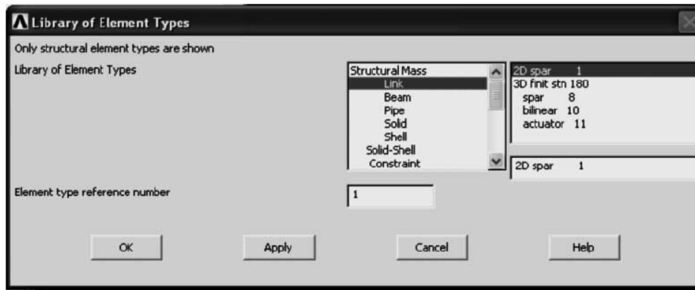 Library of Element Types
Only structural element types are shown
Library of Element Types
Structural Mass
Link
Beam
Pipe
Solid
Shell
Solid-Shell
Constraint
2D spar 1
3D finit stn 180
spar 8
bilinear 10
actuator 11
2D spar 1
Element type reference number
1
OK
Apply
Cancel
Help